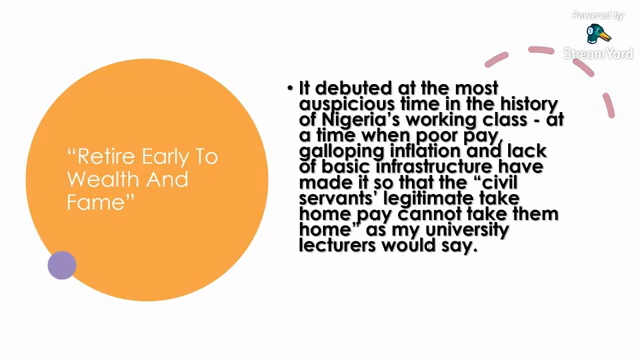 Powered by
StreamYard
“Retire Early To
Wealth And
Fame”
• It debuted at the most
auspicious time in the history
of Nigeria’s working class - at
a time when poor pay,
galloping inflation and lack
of basic infrastructure have
made it so that the “civil
servants’ legitimate take
home pay cannot take them
home” as my university
lecturers would say.